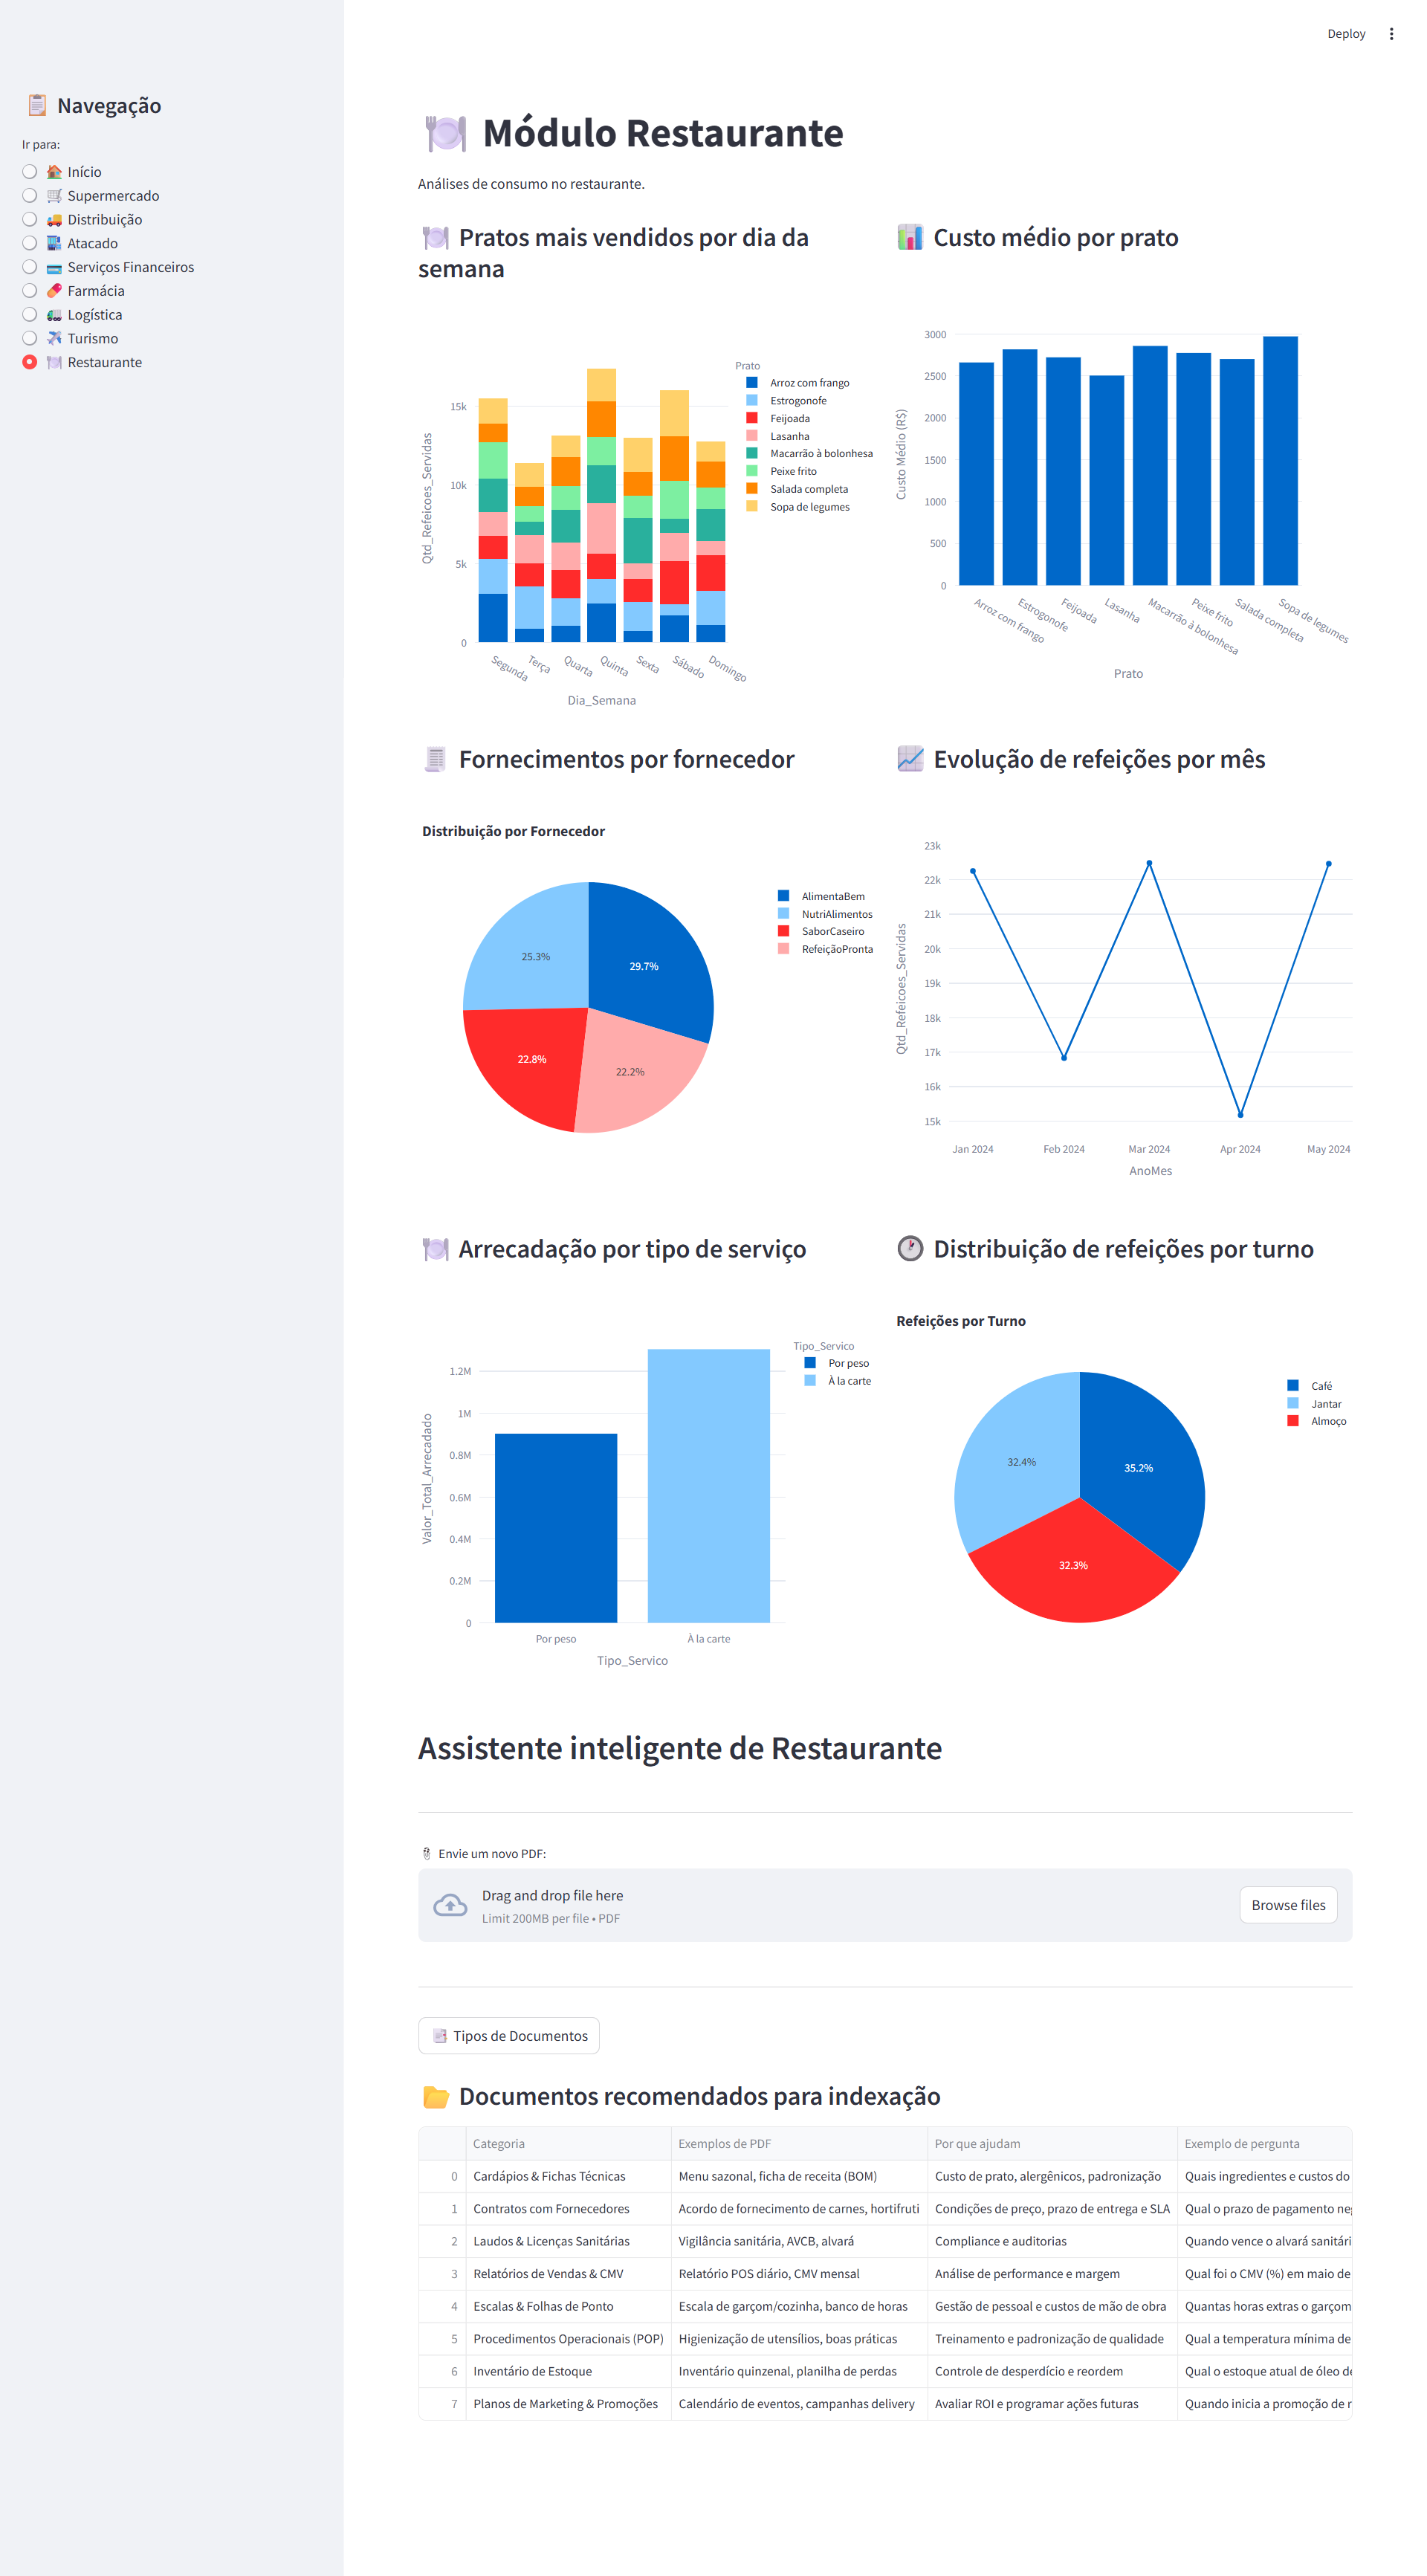 Deploy
Navegação
Ir para:
Início
Supermercado
Distribuição
Atacado
Serviços Financeiros
Farmácia
Logística
Turismo
Restaurante
Módulo Restaurante
Análises de consumo no restaurante.
Pratos mais vendidos por dia da
semana
Prato
Arroz com frango
Estrogonofe
Feijoada
Lasanha
Macarrão à bolonhesa
Peixe frito
Salada completa
Sopa de legumes
Qtd_Refeicoes_Servidas
15k
10k
5k
0
Segunda
Terça
Quarta
Quinta
Sexta
Sábado
Domingo
Dia_Semana
Custo médio por prato
Custo Médio (R$)
3000
2500
2000
1500
1000
500
0
Arroz com frango
Estrogonofe
Feijoada
Lasanha
Macarrão à bolonhesa
Peixe frito
Salada completa
Sopa de legumes
Prato
Fornecimentos por fornecedor
Distribuição por Fornecedor
AlimentaBem
NutriAlimentos
SaborCaseiro
RefeiçãoPronta
25.3%
29.7%
22.8%
22.2%
Evolução de refeições por mês
Qtd_Refeicoes_Servidas
23k
22k
21k
20k
19k
18k
17k
16k
15k
Jan 2024
Feb 2024
Mar 2024
Apr 2024
May 2024
AnoMes
Arrecadação por tipo de serviço
Tipo_Servico
Por peso
À la carte
Valor_Total_Arrecadado
1.2M
1M
0.8M
0.6M
0.4M
0.2M
0
Por peso
À la carte
Tipo_Servico
Distribuição de refeições por turno
Refeições por Turno
Café
Jantar
Almoço
32.4%
35.2%
32.3%
Assistente inteligente de Restaurante
Envie um novo PDF:
Drag and drop file here
Limit 200MB per file • PDF
Browse files
Tipos de Documentos
Documentos recomendados para indexação
Categoria Exemplos de PDF Por que ajudam Exemplo de pergunta
0 Cardápios & Fichas Técnicas Menu sazonal, ficha de receita (BOM) Custo de prato, alergênicos, padronização Quais ingredientes e custos do
1 Contratos com Fornecedores Acordo de fornecimento de carnes, hortifruti Condições de preço, prazo de entrega e SLA Qual o prazo de pagamento
2 Laudos & Licenças Sanitárias Vigilância sanitária, AVCB, alvará Compliance e auditorias Quando vence o alvará sanitári
3 Relatórios de Vendas & CMV Relatório POS diário, CMV mensal Análise de performance e margem Qual foi o CMV (%) em maio de
4 Escalas & Folhas de Ponto Escala de garçom/cozinha, banco de horas Gestão de pessoal e custos de mão de obra Quantas horas extras o garçom
5 Procedimentos Operacionais (POP) Higienização de utensílios, boas práticas Treinamento e padronização de qualidade Qual a temperatura mínima de
6 Inventário de Estoque Inventário quinzenal, planilha de perdas Controle de desperdício e reordem Qual o estoque atual de óleo
7 Planos de Marketing & Promoções Calendário de eventos, campanhas delivery Avaliar ROI e programar ações futuras Quando inicia a promoção de